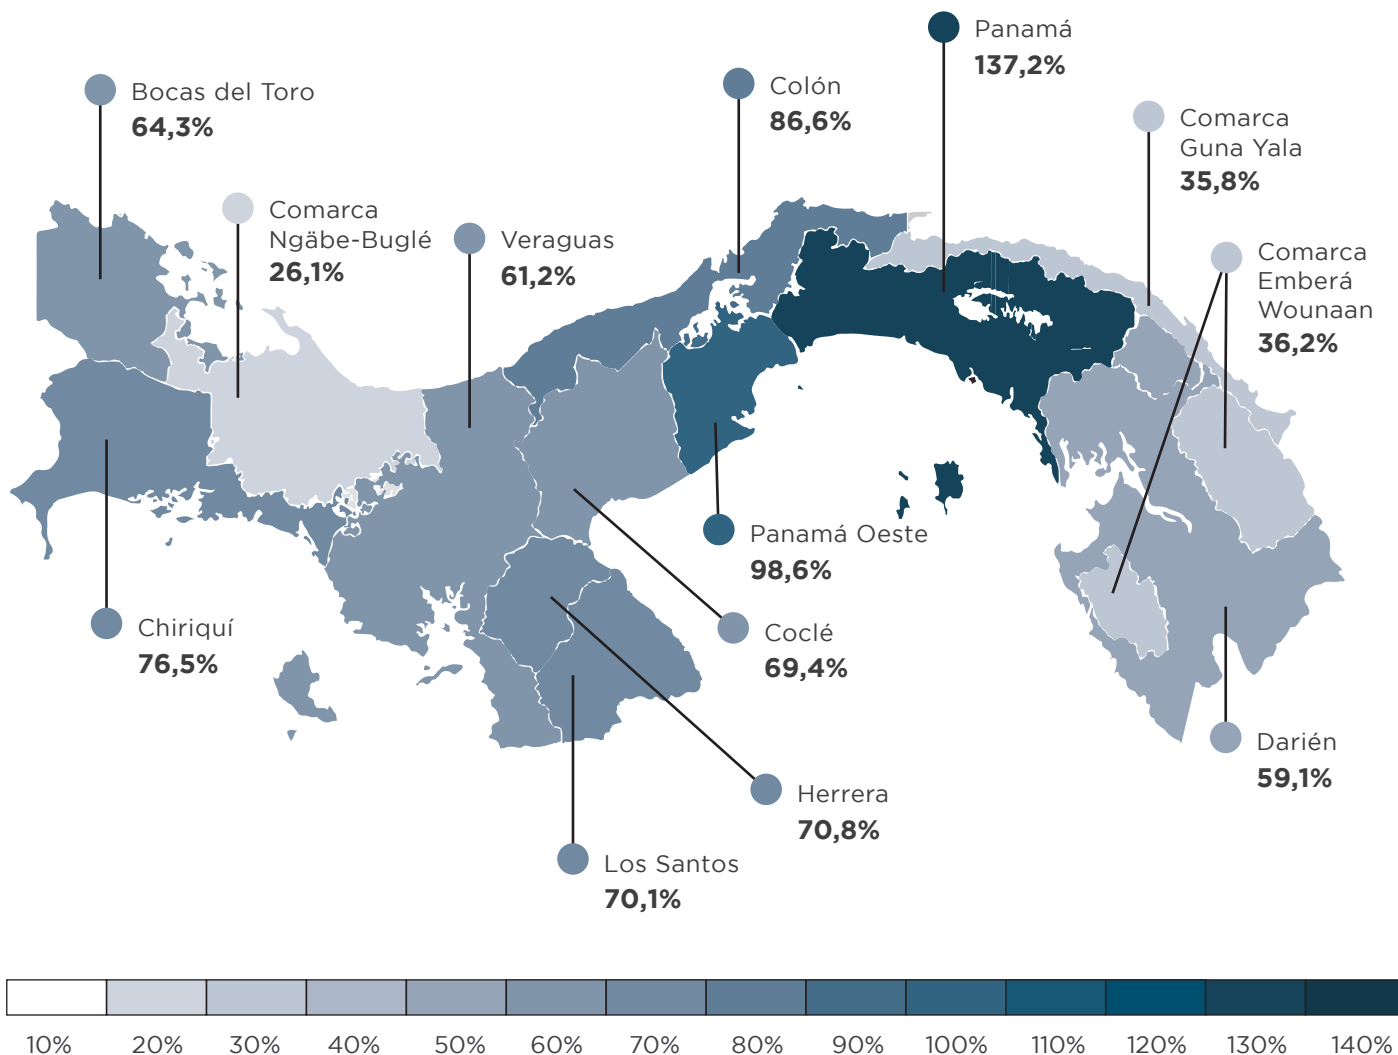 Panamá
137,2%
Bocas del Toro
64,3%
Colón
86,6%
Comarca
Guna Yala
35,8%
Comarca
Ngäbe-Buglé
26,1%
Veraguas
61,2%
Comarca
Emberá
Wounaan
36,2%
Panamá Oeste
98,6%
Chiriquí
76,5%
Coclé
69,4%
Darién
59,1%
Herrera
70,8%
Los Santos
70,1%
10% 20% 30% 40% 50% 60% 70% 80% 90% 100% 110% 120% 130% 140%